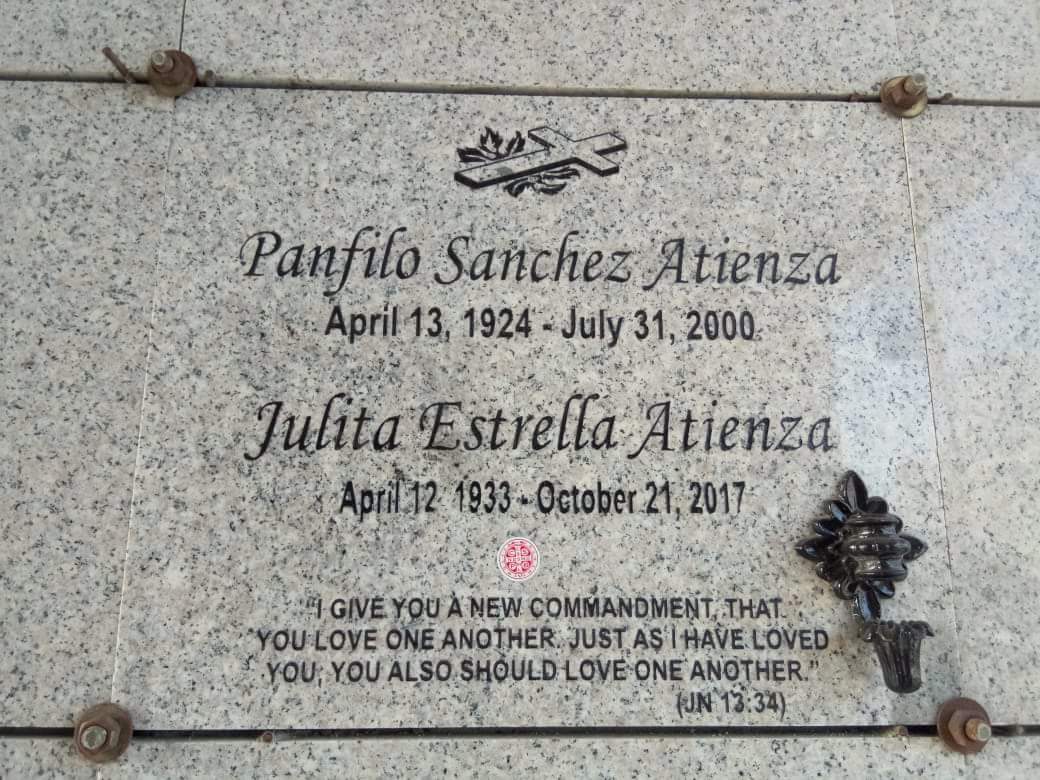 Panfilo Sanchez Atienza
April 13, 1924 - July 31, 2000
Julita Estrella Atienza
April 12 1933 - October 21, 2017
"I GIVE YOU A NEW COMMANDMENT, THAT
YOU LOVE ONE ANOTHER. JUST AS I HAVE LOVED
YOU, YOU ALSO SHOULD LOVE ONE ANOTHER."
(JN 13:34)